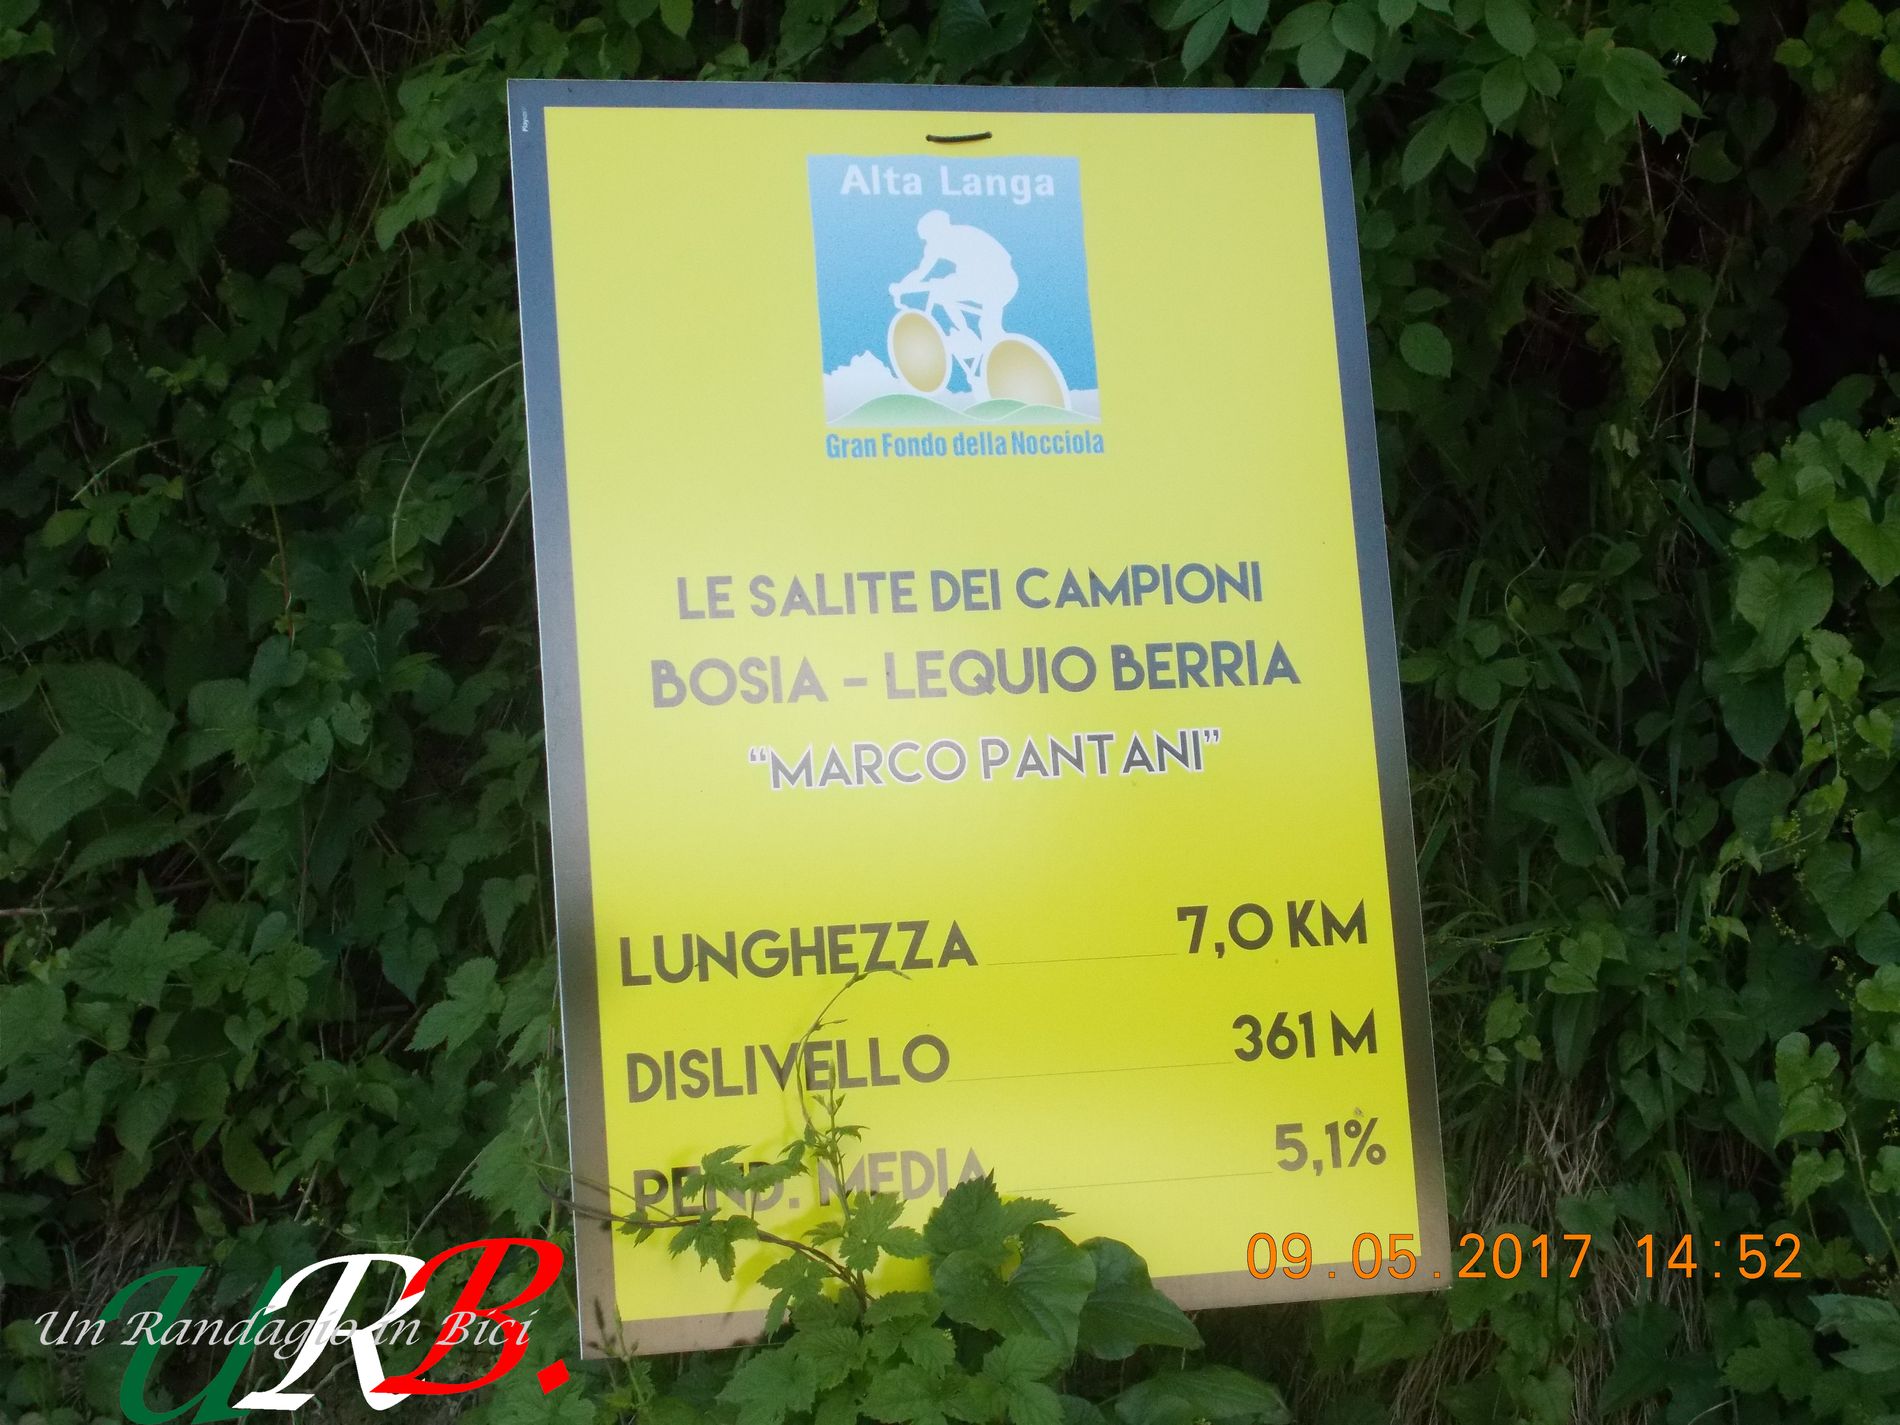 Alta Langa
Gran Fondo della Nocciola
LE SALITE DEI CAMPIONI
BOSIA - LEQUIO BERRIA
“MARCO PANTANI”
LUNGHEZZA 7,0 KM
DISLIVELLO 361 M
PEND. MEDIA 5,1%
09.05.2017 14:52
URB.
Un Randagio in Bici